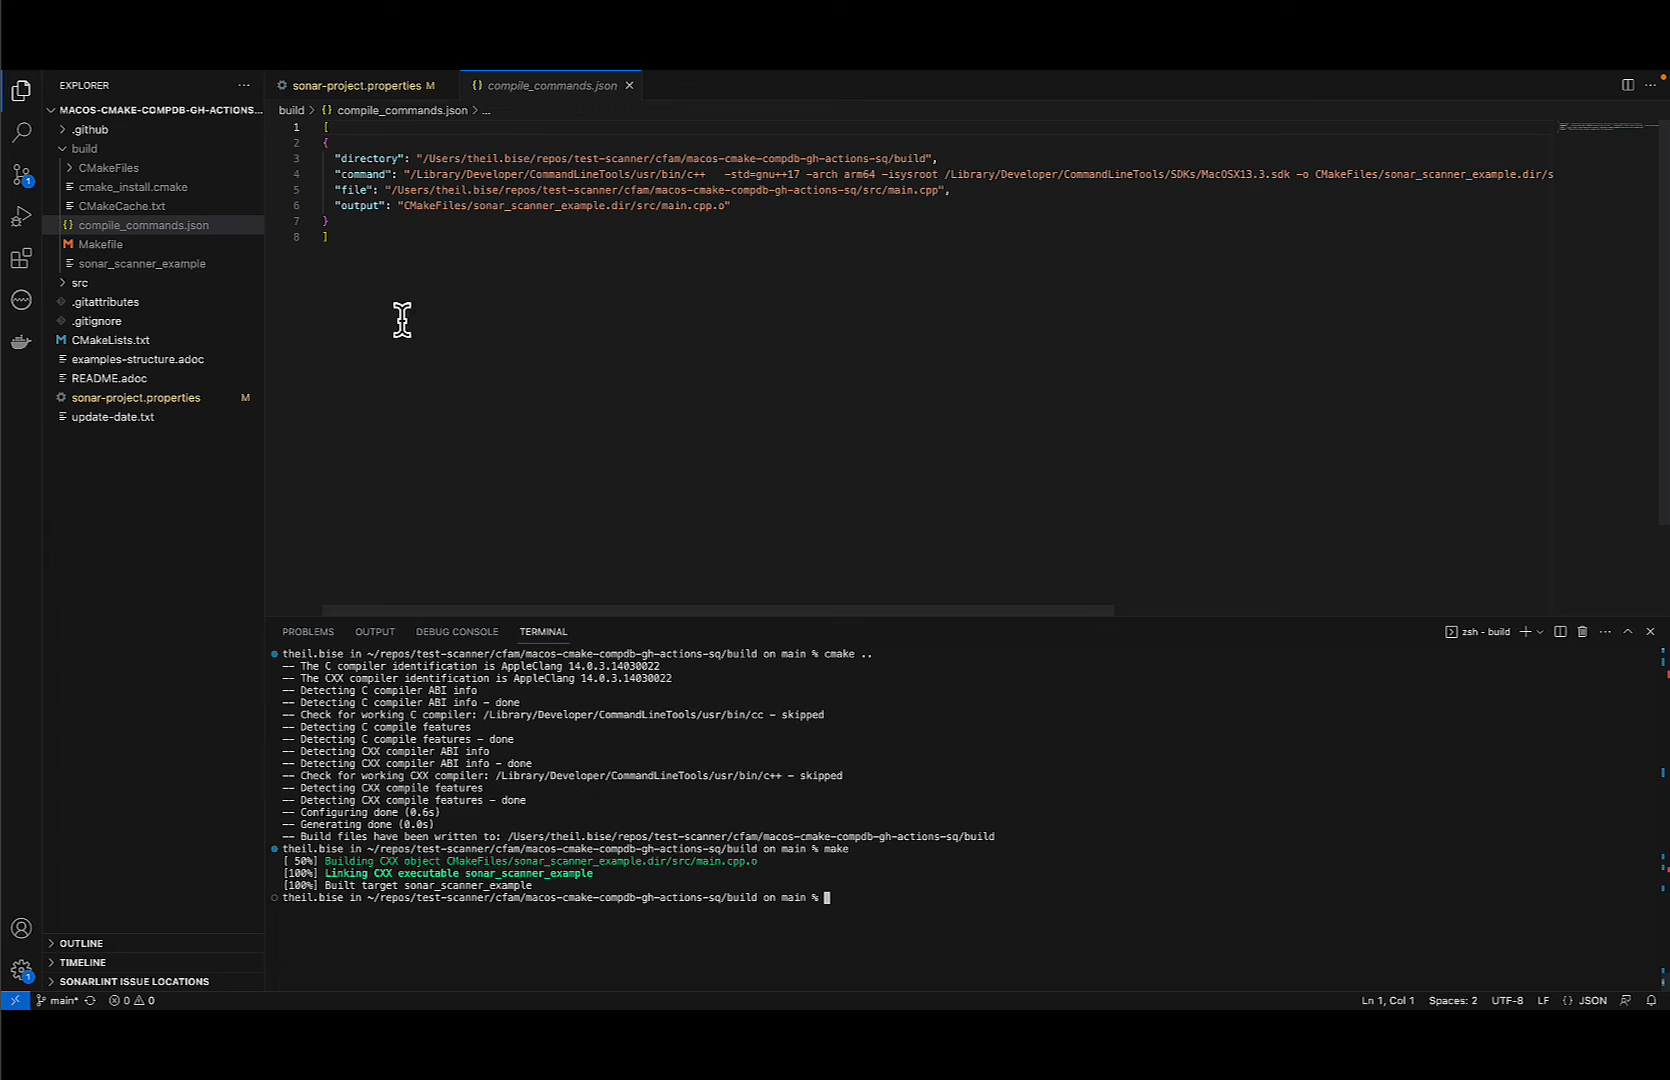 EXPLORER
MACOS-CMAKE-COMPDB-GH-ACTIONS...
.github
build
CMakeFiles
cmake_install.cmake
CMakeCache.txt
compile_commands.json
Makefile
sonar_scanner_example
src
.gitattributes
.gitignore
CMakeLists.txt
examples-structure.adoc
README.adoc
sonar-project.properties M
update-date.txt
OUTLINE
TIMELINE
SONARLINT ISSUE LOCATIONS
sonar-project.properties M
compile_commands.json
build > {} compile_commands.json > ...
1 [
2 {
3 "directory": "/Users/theil.bise/repos/test-scanner/cfam/macos-cmake-compdb-gh-actions-sq/build",
4 "command": "/Library/Developer/CommandLineTools/usr/bin/c++ -std=gnu++17 -arch arm64 -isysroot /Library/Developer/CommandLineTools/SDKs/MacOSX13.3.sdk -o CMakeFiles/sonar_scanner_example.dir/s
5 "file": "/Users/theil.bise/repos/test-scanner/cfam/macos-cmake-compdb-gh-actions-sq/src/main.cpp",
6 "output": "CMakeFiles/sonar_scanner_example.dir/src/main.cpp.o"
7 }
8 ]
PROBLEMS OUTPUT DEBUG CONSOLE TERMINAL
zsh - build
theil.bise in ~/repos/test-scanner/cfam/macos-cmake-compdb-gh-actions-sq/build on main % cmake ..
-- The C compiler identification is AppleClang 14.0.3.14030022
-- The CXX compiler identification is AppleClang 14.0.3.14030022
-- Detecting C compiler ABI info
-- Detecting C compiler ABI info - done
-- Check for working C compiler: /Library/Developer/CommandLineTools/usr/bin/cc - skipped
-- Detecting C compile features
-- Detecting C compile features - done
-- Detecting CXX compiler ABI info
-- Detecting CXX compiler ABI info - done
-- Check for working CXX compiler: /Library/Developer/CommandLineTools/usr/bin/c++ - skipped
-- Detecting CXX compile features
-- Detecting CXX compile features - done
-- Configuring done (0.6s)
-- Generating done (0.0s)
-- Build files have been written to: /Users/theil.bise/repos/test-scanner/cfam/macos-cmake-compdb-gh-actions-sq/build
theil.bise in ~/repos/test-scanner/cfam/macos-cmake-compdb-gh-actions-sq/build on main % make
[ 50%] Building CXX object CMakeFiles/sonar_scanner_example.dir/src/main.cpp.o
[100%] Linking CXX executable sonar_scanner_example
[100%] Built target sonar_scanner_example
theil.bise in ~/repos/test-scanner/cfam/macos-cmake-compdb-gh-actions-sq/build on main %
main* 0 0
Ln 1, Col 1 Spaces: 2 UTF-8 LF {} JSON